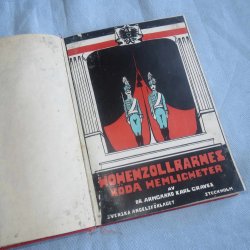 HOHENZOLLRARNES
RÖDA HEMLIGHETER
AV
DR ARMGAARD KARL GRAVES
SVENSKA ANDELSFÖRLAGET STOCKHOLM